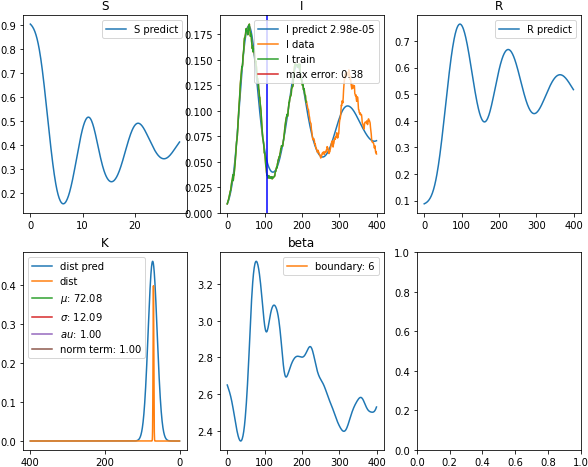 S
I
R
S predict
I predict 2.98e-05
I data
I train
max error: 0.38
R predict
0.9
0.8
0.7
0.6
0.5
0.4
0.3
0.2
0 10 20
0.175
0.150
0.125
0.100
0.075
0.050
0.025
0.000
0 100 200 300 400
0.7
0.6
0.5
0.4
0.3
0.2
0.1
0 100 200 300 400
K
beta
dist pred
dist
μ: 72.08
σ: 12.09
au: 1.00
norm term: 1.00
boundary: 6
0.4
0.3
0.2
0.1
0.0
400 200 0
3.2
3.0
2.8
2.6
2.4
0 100 200 300 400
1.0
0.8
0.6
0.4
0.2
0.0
0.0 0.2 0.4 0.6 0.8 1.0